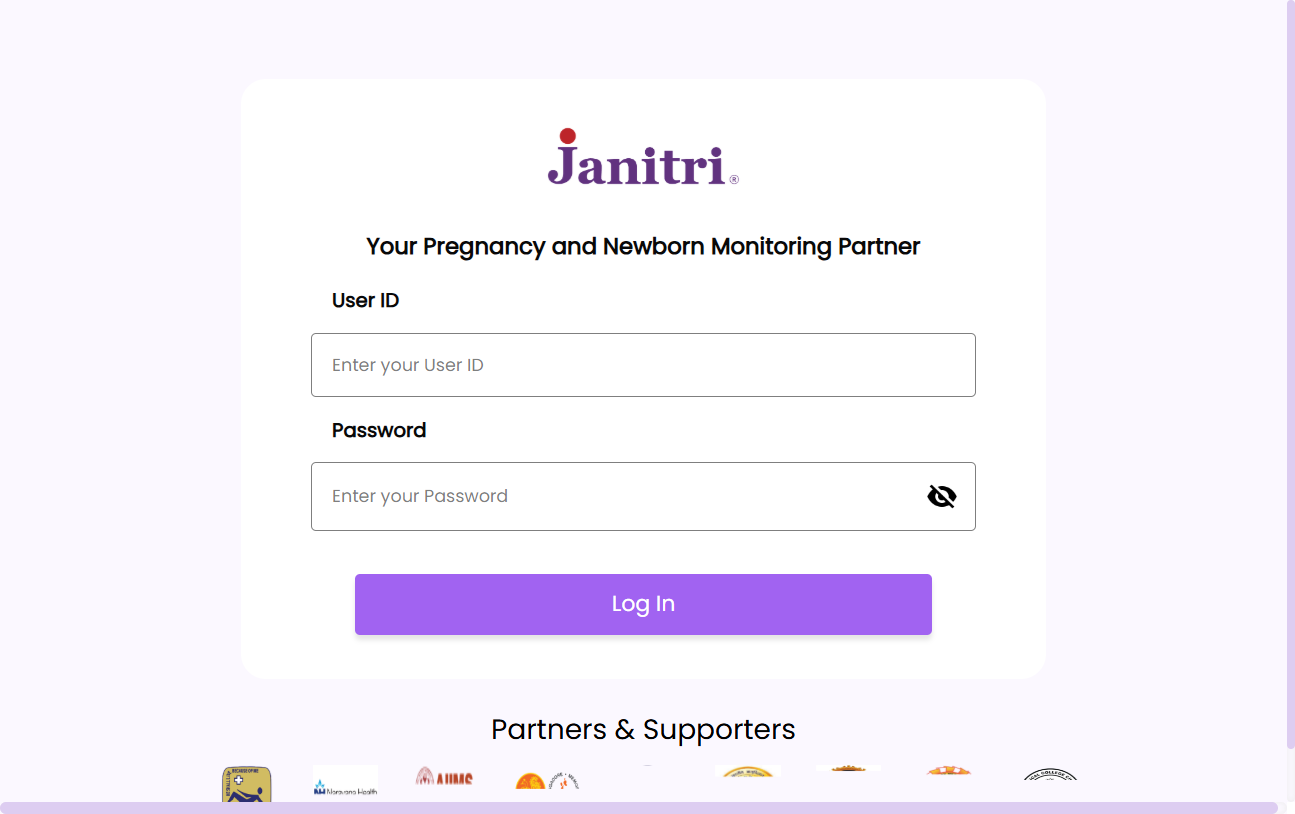 Janitri®
Your Pregnancy and Newborn Monitoring Partner
User ID
Enter your User ID
Password
Enter your Password
Log In
Partners & Supporters
Narayana Health
AIIMS